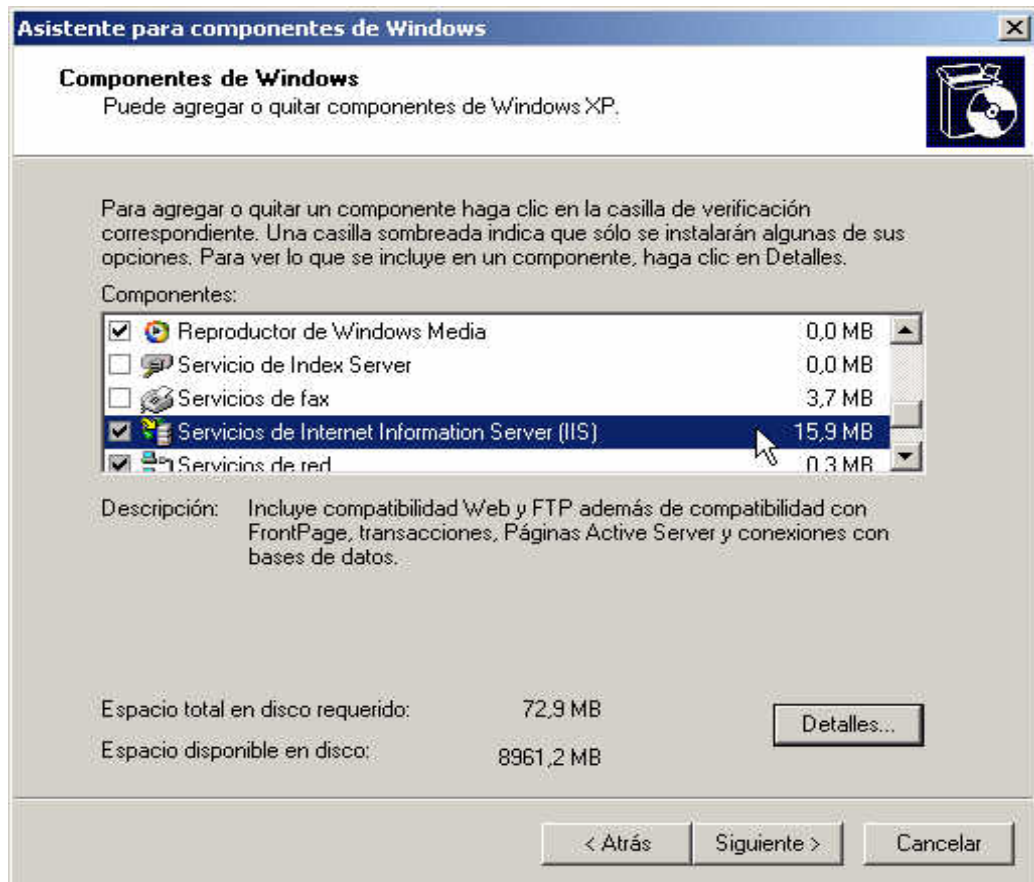 Asistente para componentes de Windows
Componentes de Windows
Puede agregar o quitar componentes de Windows XP.
Para agregar o quitar un componente haga clic en la casilla de verificación
correspondiente. Una casilla sombreada indica que sólo se instalarán algunas de sus
opciones. Para ver lo que se incluye en un componente, haga clic en Detalles.
Componentes:
Reproductor de Windows Media 0,0 MB
Servicio de Index Server 0,0 MB
Servicios de fax 3,7 MB
Servicios de Internet Information Server (IIS) 15,9 MB
Servicios de red 0,3 MB
Descripción: Incluye compatibilidad Web y FTP además de compatibilidad con
FrontPage, transacciones, Páginas Active Server y conexiones con
bases de datos.
Espacio total en disco requerido: 72,9 MB
Detalles...
Espacio disponible en disco: 8961,2 MB
< Atrás Siguiente > Cancelar